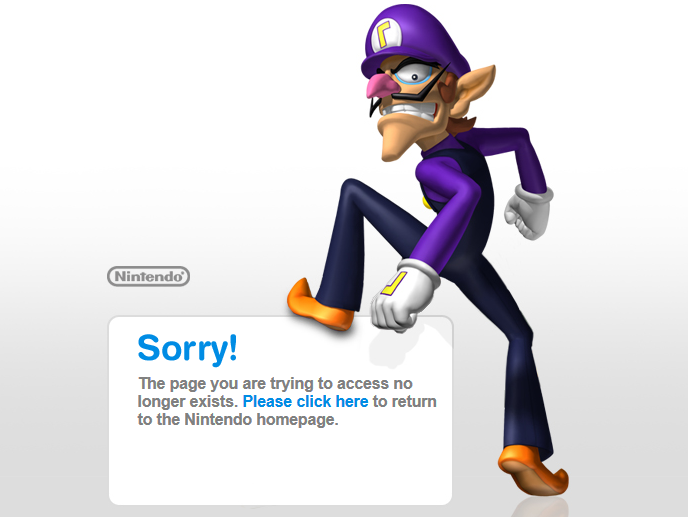 Nintendo®
Sorry!
The page you are trying to access no
longer exists. Please click here to return
to the Nintendo homepage.